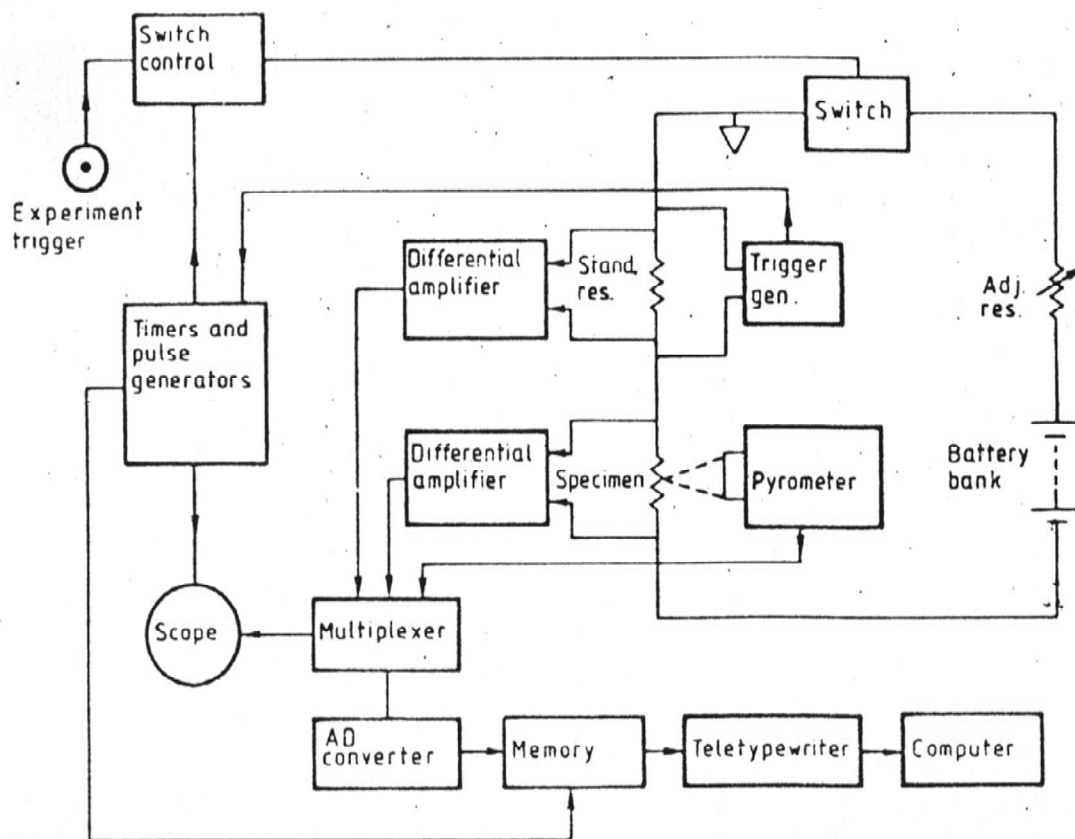 Switch
control
Switch
Experiment
trigger
Differential
amplifier
Stand.
res.
Trigger
gen.
Adj.
res.
Timers and
pulse
generators
Differential
amplifier
Specimen
Pyrometer
Battery
bank
Scope
Multiplexer
AD
converter
Memory
Teletypewriter
Computer